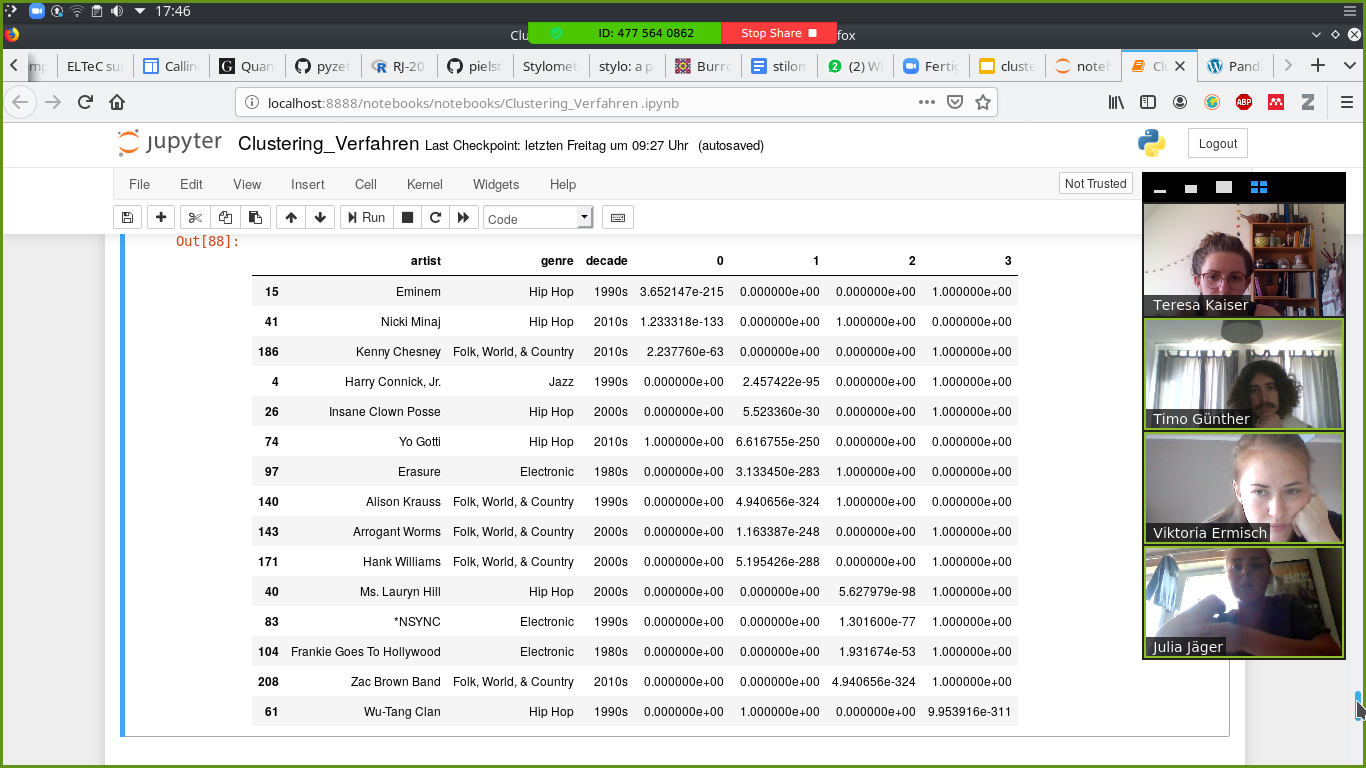 17:46
Clu
ID: 477 564 0862
Stop Share
fox
ELTeC su
Callin
Quan
pyzet
RJ-20
pielst
Stylomet
stylo: a pa
Burro
stilom
(2) W
Fertig
cluste
noteb
Clu
Panda
localhost:8888/notebooks/notebooks/Clustering_Verfahren .ipynb
ABP
jupyter Clustering_Verfahren Last Checkpoint: letzten Freitag um 09:27 Uhr (autosaved)
Logout
File Edit View Insert Cell Kernel Widgets Help
Not Trusted
Run
Code
Out[88]:
artist genre decade 0 1 2 3
15 Eminem Hip Hop 1990s 3.652147e-215 0.000000e+00 0.000000e+00 1.000000e+00
41 Nicki Minaj Hip Hop 2010s 1.233318e-133 0.000000e+00 1.000000e+00 0.000000e+00
186 Kenny Chesney Folk, World, & Country 2010s 2.237760e-63 0.000000e+00 0.000000e+00 1.000000e+00
4 Harry Connick, Jr. Jazz 1990s 0.000000e+00 2.457422e-95 0.000000e+00 1.000000e+00
26 Insane Clown Posse Hip Hop 2000s 0.000000e+00 5.523360e-30 0.000000e+00 1.000000e+00
74 Yo Gotti Hip Hop 2010s 1.000000e+00 6.616755e-250 0.000000e+00 0.000000e+00
97 Erasure Electronic 1980s 0.000000e+00 3.133450e-283 1.000000e+00 0.000000e+00
140 Alison Krauss Folk, World, & Country 1990s 0.000000e+00 4.940656e-324 1.000000e+00 0.000000e+00
143 Arrogant Worms Folk, World, & Country 2000s 0.000000e+00 1.163387e-248 0.000000e+00 1.000000e+00
171 Hank Williams Folk, World, & Country 2000s 0.000000e+00 5.195426e-288 0.000000e+00 1.000000e+00
40 Ms. Lauryn Hill Hip Hop 2000s 0.000000e+00 0.000000e+00 5.627979e-98 1.000000e+00
83 *NSYNC Electronic 1990s 0.000000e+00 0.000000e+00 1.301600e-77 1.000000e+00
104 Frankie Goes To Hollywood Electronic 1980s 0.000000e+00 0.000000e+00 1.931674e-53 1.000000e+00
208 Zac Brown Band Folk, World, & Country 2010s 0.000000e+00 0.000000e+00 4.940656e-324 1.000000e+00
61 Wu-Tang Clan Hip Hop 1990s 0.000000e+00 1.000000e+00 0.000000e+00 9.953916e-311
Teresa Kaiser
Timo Günther
Viktoria Ermisch
Julia Jäger